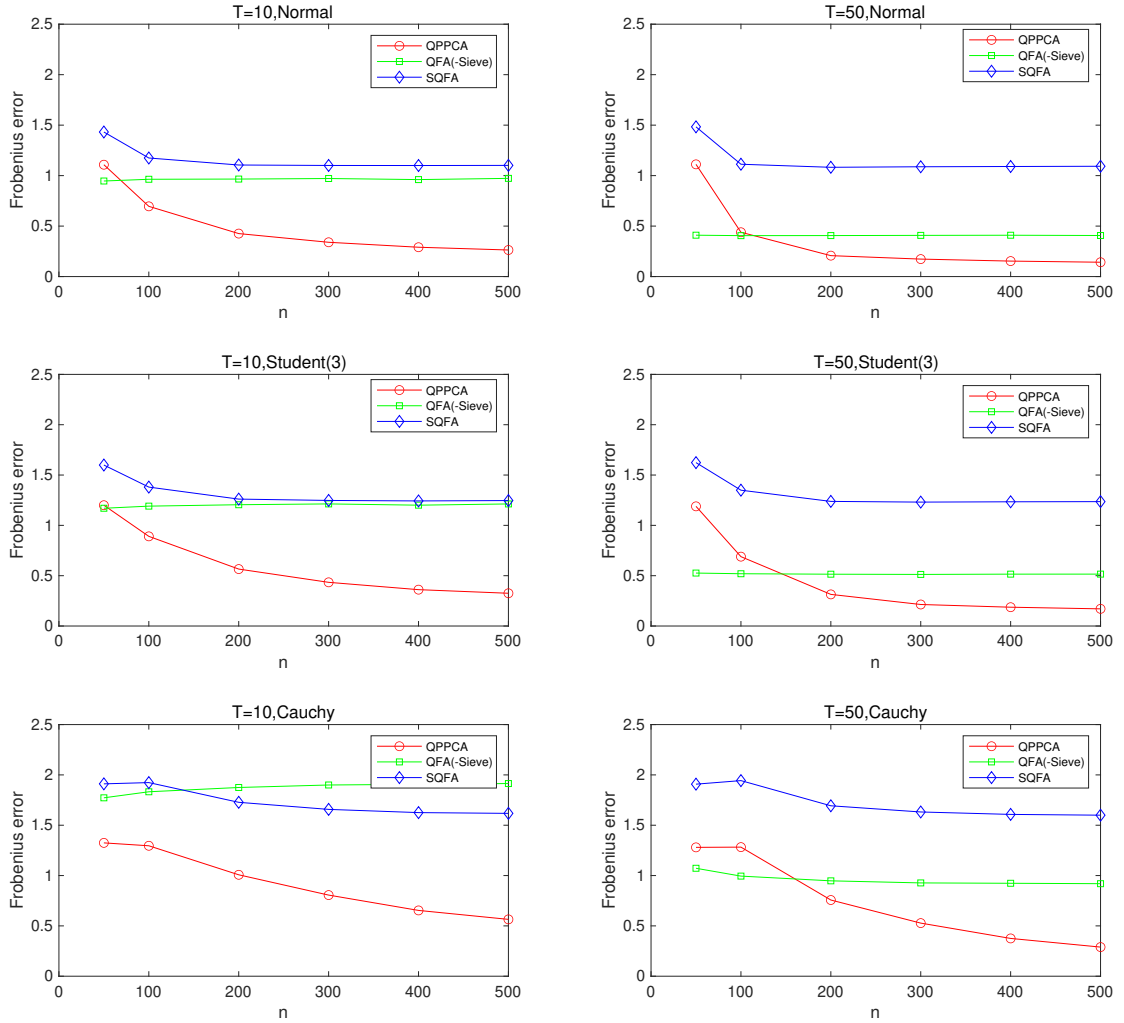 T=10,Normal
2.5
2
1.5
1
0.5
0
Frobenius error
QPPCA
QFA(-Sieve)
SQFA
0 100 200 300 400 500
n
T=50,Normal
2.5
2
1.5
1
0.5
0
Frobenius error
QPPCA
QFA(-Sieve)
SQFA
0 100 200 300 400 500
n
T=10,Student(3)
2.5
2
1.5
1
0.5
0
Frobenius error
QPPCA
QFA(-Sieve)
SQFA
0 100 200 300 400 500
n
T=50,Student(3)
2.5
2
1.5
1
0.5
0
Frobenius error
QPPCA
QFA(-Sieve)
SQFA
0 100 200 300 400 500
n
T=10,Cauchy
2.5
2
1.5
1
0.5
0
Frobenius error
QPPCA
QFA(-Sieve)
SQFA
0 100 200 300 400 500
n
T=50,Cauchy
2.5
2
1.5
1
0.5
0
Frobenius error
QPPCA
QFA(-Sieve)
SQFA
0 100 200 300 400 500
n